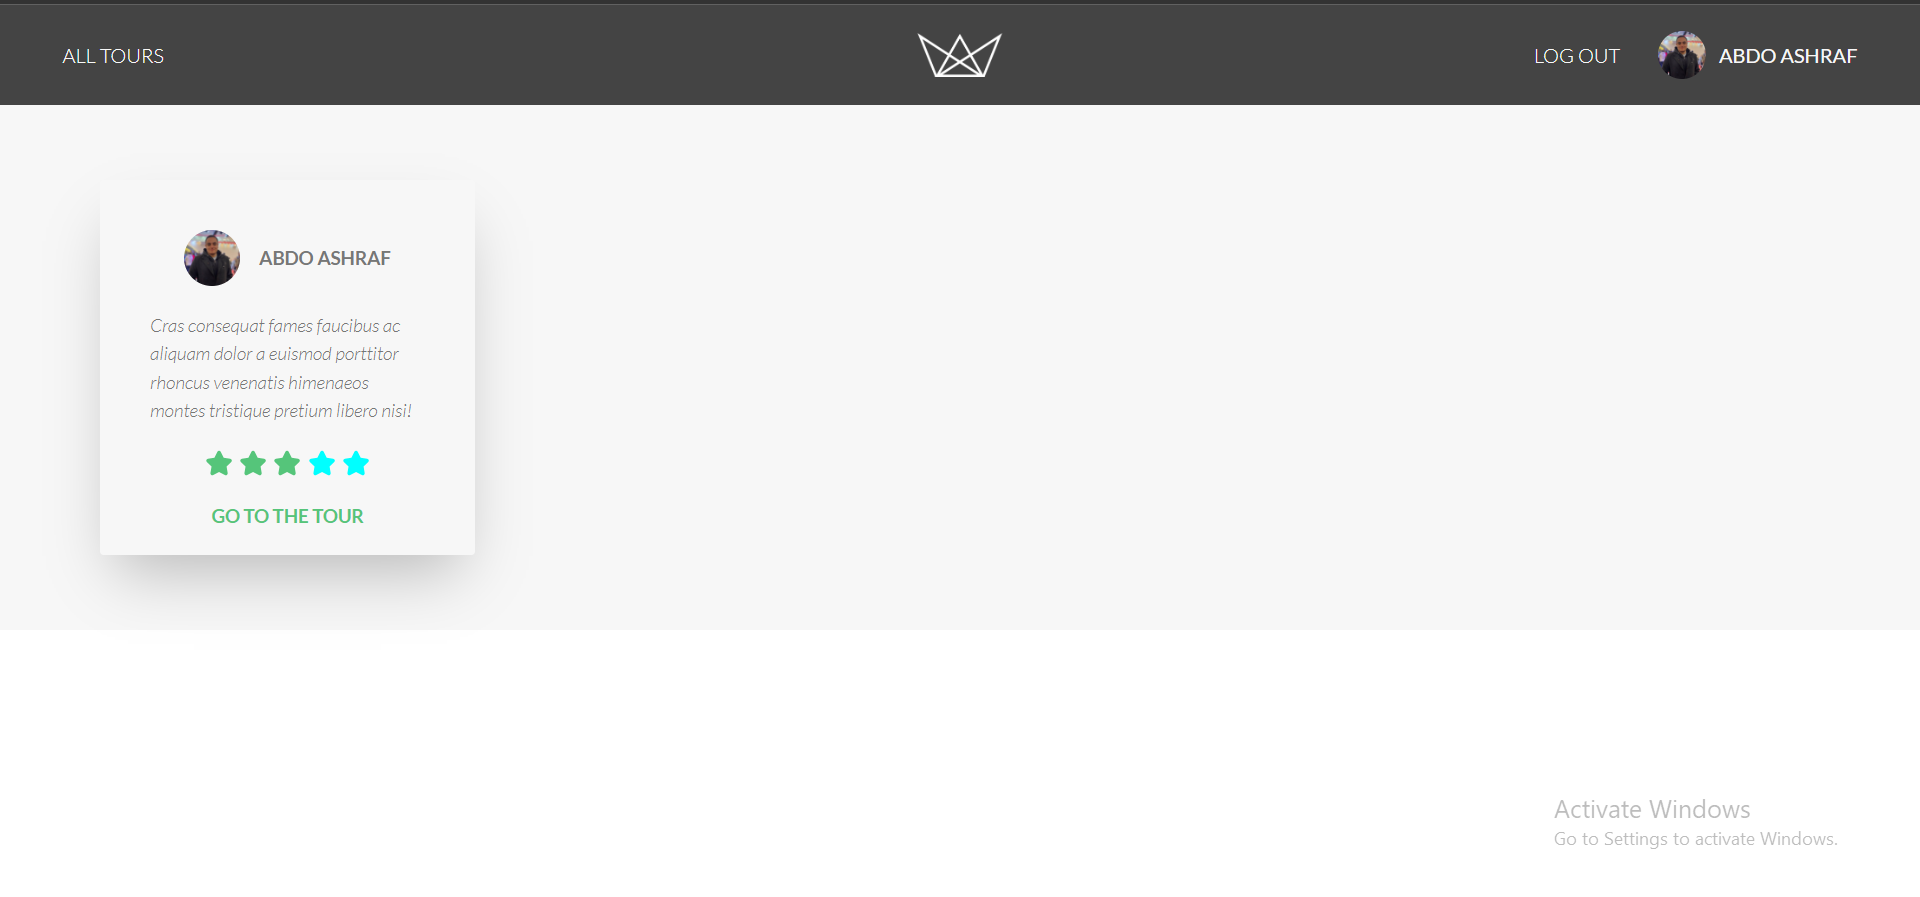 ALL TOURS
LOG OUT
ABDO ASHRAF
ABDO ASHRAF
Cras consequat fames faucibus ac
aliquam dolor a euismod porttitor
rhoncus venenatis himenaeos
montes tristique pretium libero nisi!
GO TO THE TOUR
Activate Windows
Go to Settings to activate Windows.